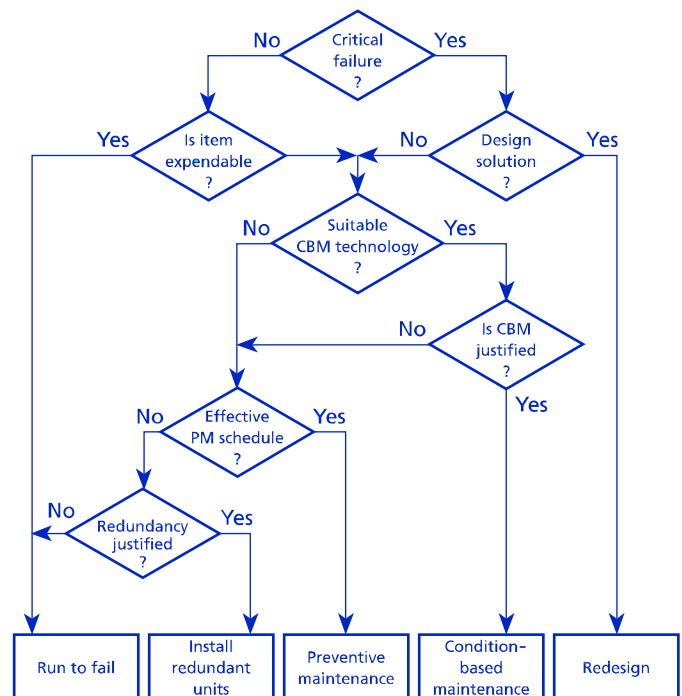 No
Critical
failure
?
Yes
Yes
Is item
expendable
?
No
Design
solution
?
Yes
No
Suitable
CBM technology
?
Yes
No
Is CBM
justified
?
Yes
No
Effective
PM schedule
?
Yes
No
Redundancy
justified
?
Yes
Run to fail
Install
redundant
units
Preventive
maintenance
Condition-
based
maintenance
Redesign